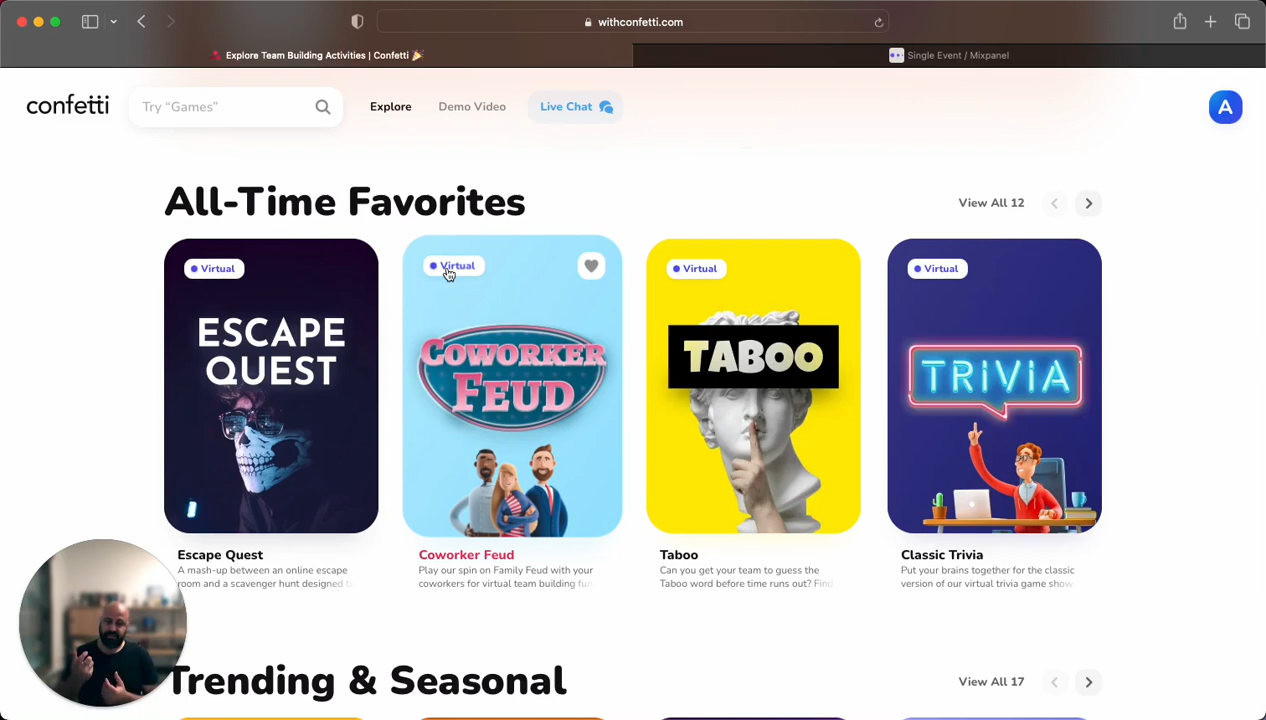 withconfetti.com
Explore Team Building Activities | Confetti
Single Event / Mixpanel
confetti
Try “Games”
Explore
Demo Video
Live Chat
A
All-Time Favorites
View All 12
Virtual
Virtual
Virtual
Virtual
ESCAPE
QUEST
COWORKER
FEUD
TABOO
TRIVIA
Escape Quest
A mash-up between an online escape
room and a scavenger hunt designed
Coworker Feud
Play our spin on Family Feud with your
coworkers for virtual team building fun
Taboo
Can you get your team to guess the
Taboo word before time runs out? Find
Classic Trivia
Put your brains together for the classic
version of our virtual trivia game show
Trending & Seasonal
View All 17